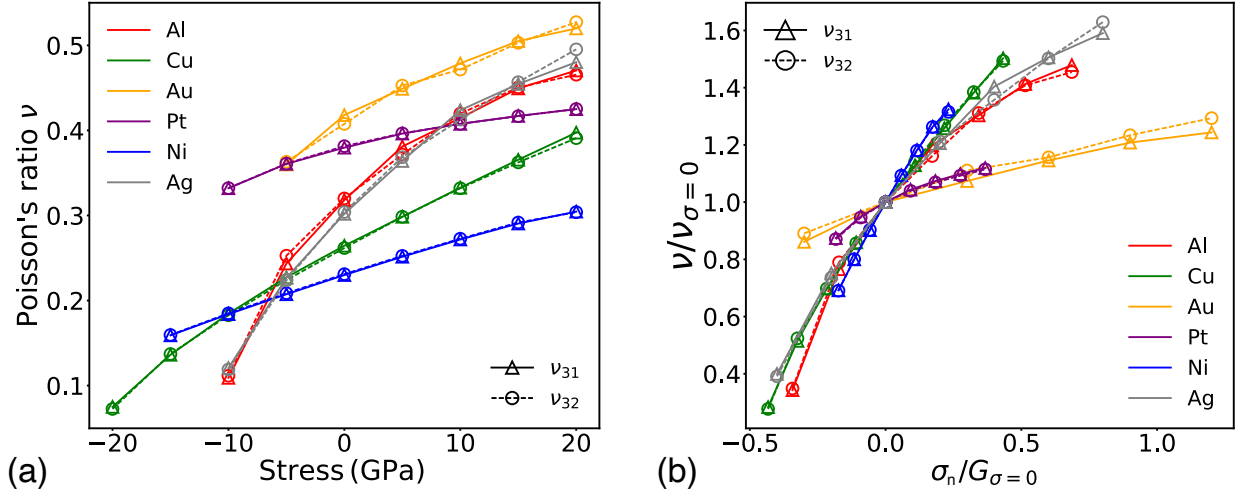 Poisson's ratio ν
0.5
0.4
0.3
0.2
0.1
Al
Cu
Au
Pt
Ni
Ag
ν31
ν32
−20 −10 0 10 20
Stress (GPa)
(a)
ν/νσ=0
1.6
1.4
1.2
1.0
0.8
0.6
0.4
ν31
ν32
Al
Cu
Au
Pt
Ni
Ag
−0.5 0.0 0.5 1.0
σn/Gσ=0
(b)